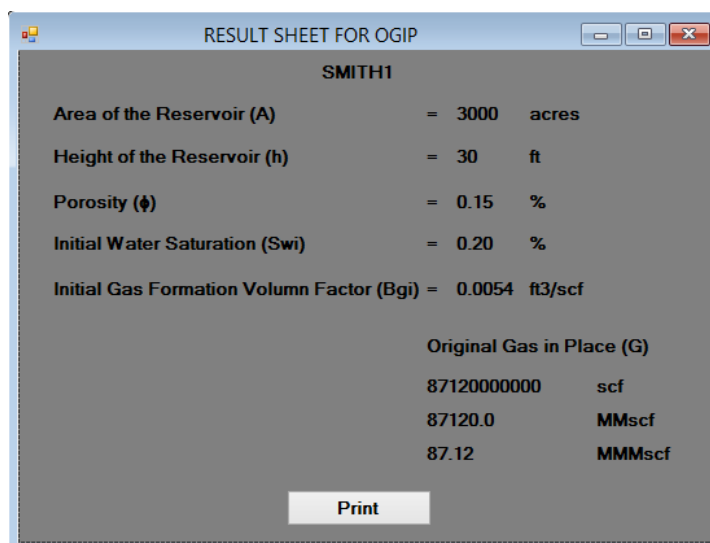 RESULT SHEET FOR OGIP
SMITH1
Area of the Reservoir (A) = 3000 acres
Height of the Reservoir (h) = 30 ft
Porosity (ɸ) = 0.15 %
Initial Water Saturation (Swi) = 0.20 %
Initial Gas Formation Volumn Factor (Bgi) = 0.0054 ft3/scf
Original Gas in Place (G)
87120000000 scf
87120.0 MMscf
87.12 MMMscf
Print